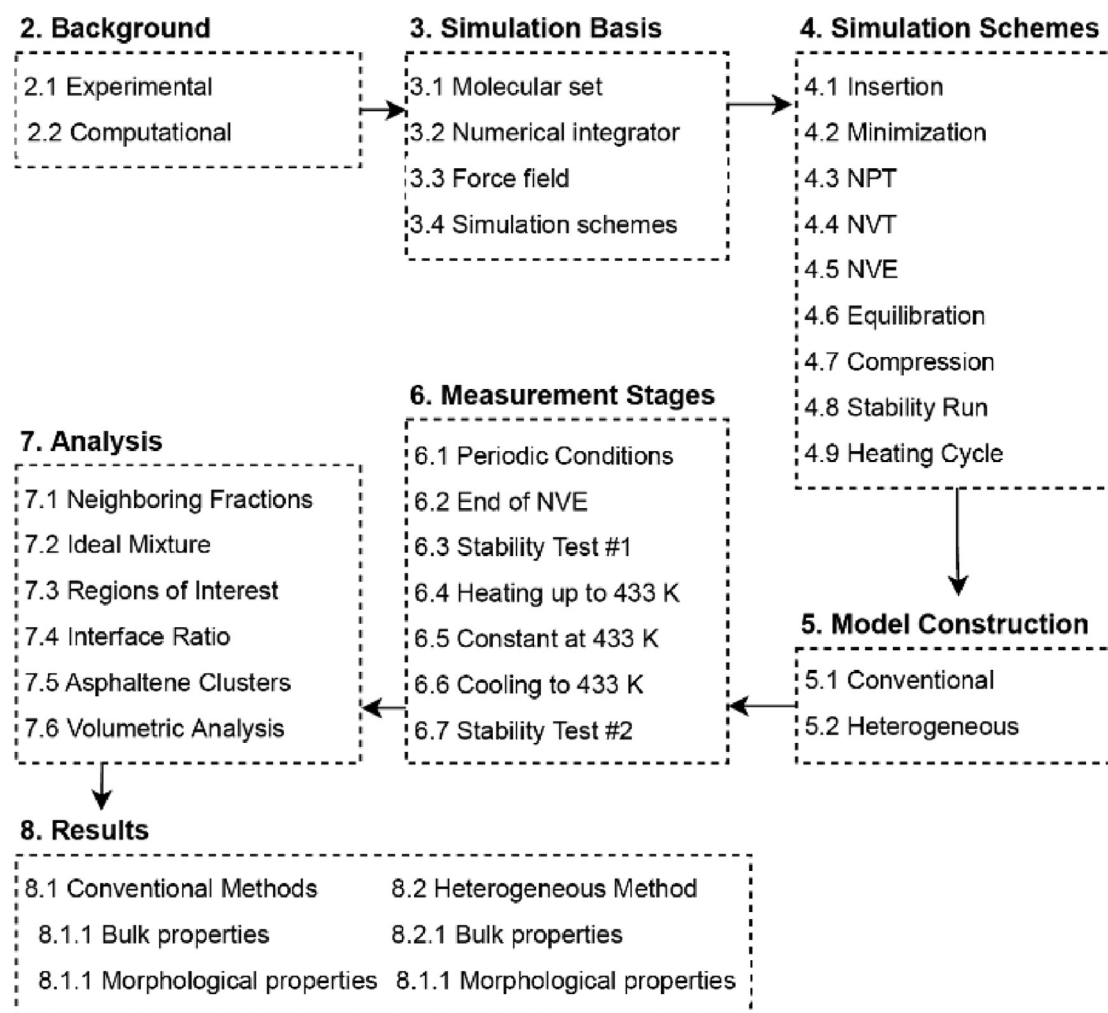 2. Background
2.1 Experimental
2.2 Computational
3. Simulation Basis
3.1 Molecular set
3.2 Numerical integrator
3.3 Force field
3.4 Simulation schemes
4. Simulation Schemes
4.1 Insertion
4.2 Minimization
4.3 NPT
4.4 NVT
4.5 NVE
4.6 Equilibration
4.7 Compression
4.8 Stability Run
4.9 Heating Cycle
5. Model Construction
5.1 Conventional
5.2 Heterogeneous
6. Measurement Stages
6.1 Periodic Conditions
6.2 End of NVE
6.3 Stability Test #1
6.4 Heating up to 433 K
6.5 Constant at 433 K
6.6 Cooling to 433 K
6.7 Stability Test #2
7. Analysis
7.1 Neighboring Fractions
7.2 Ideal Mixture
7.3 Regions of Interest
7.4 Interface Ratio
7.5 Asphaltene Clusters
7.6 Volumetric Analysis
8. Results
8.1 Conventional Methods
8.1.1 Bulk properties
8.1.1 Morphological properties
8.2 Heterogeneous Method
8.2.1 Bulk properties
8.1.1 Morphological properties